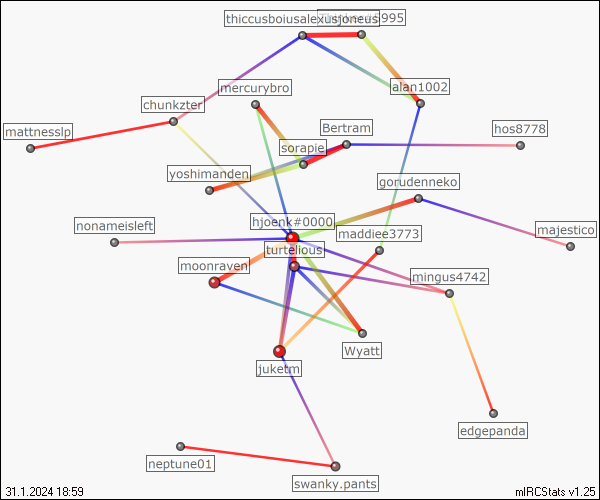 thiccusboiusalexusjoneus
alan1002
mercurybro
chunkzter
mattnesslp
Bertram
hos8778
sorapie
yoshimanden
gorudenneko
hjoenk#0000
nonameisleft
maddiee3773
majestico
turtelious
moonraven
mingus4742
Wyatt
juketm
edgepanda
neptune01
swanky.pants
31.1.2024 18:59
mIRCStats v1.25